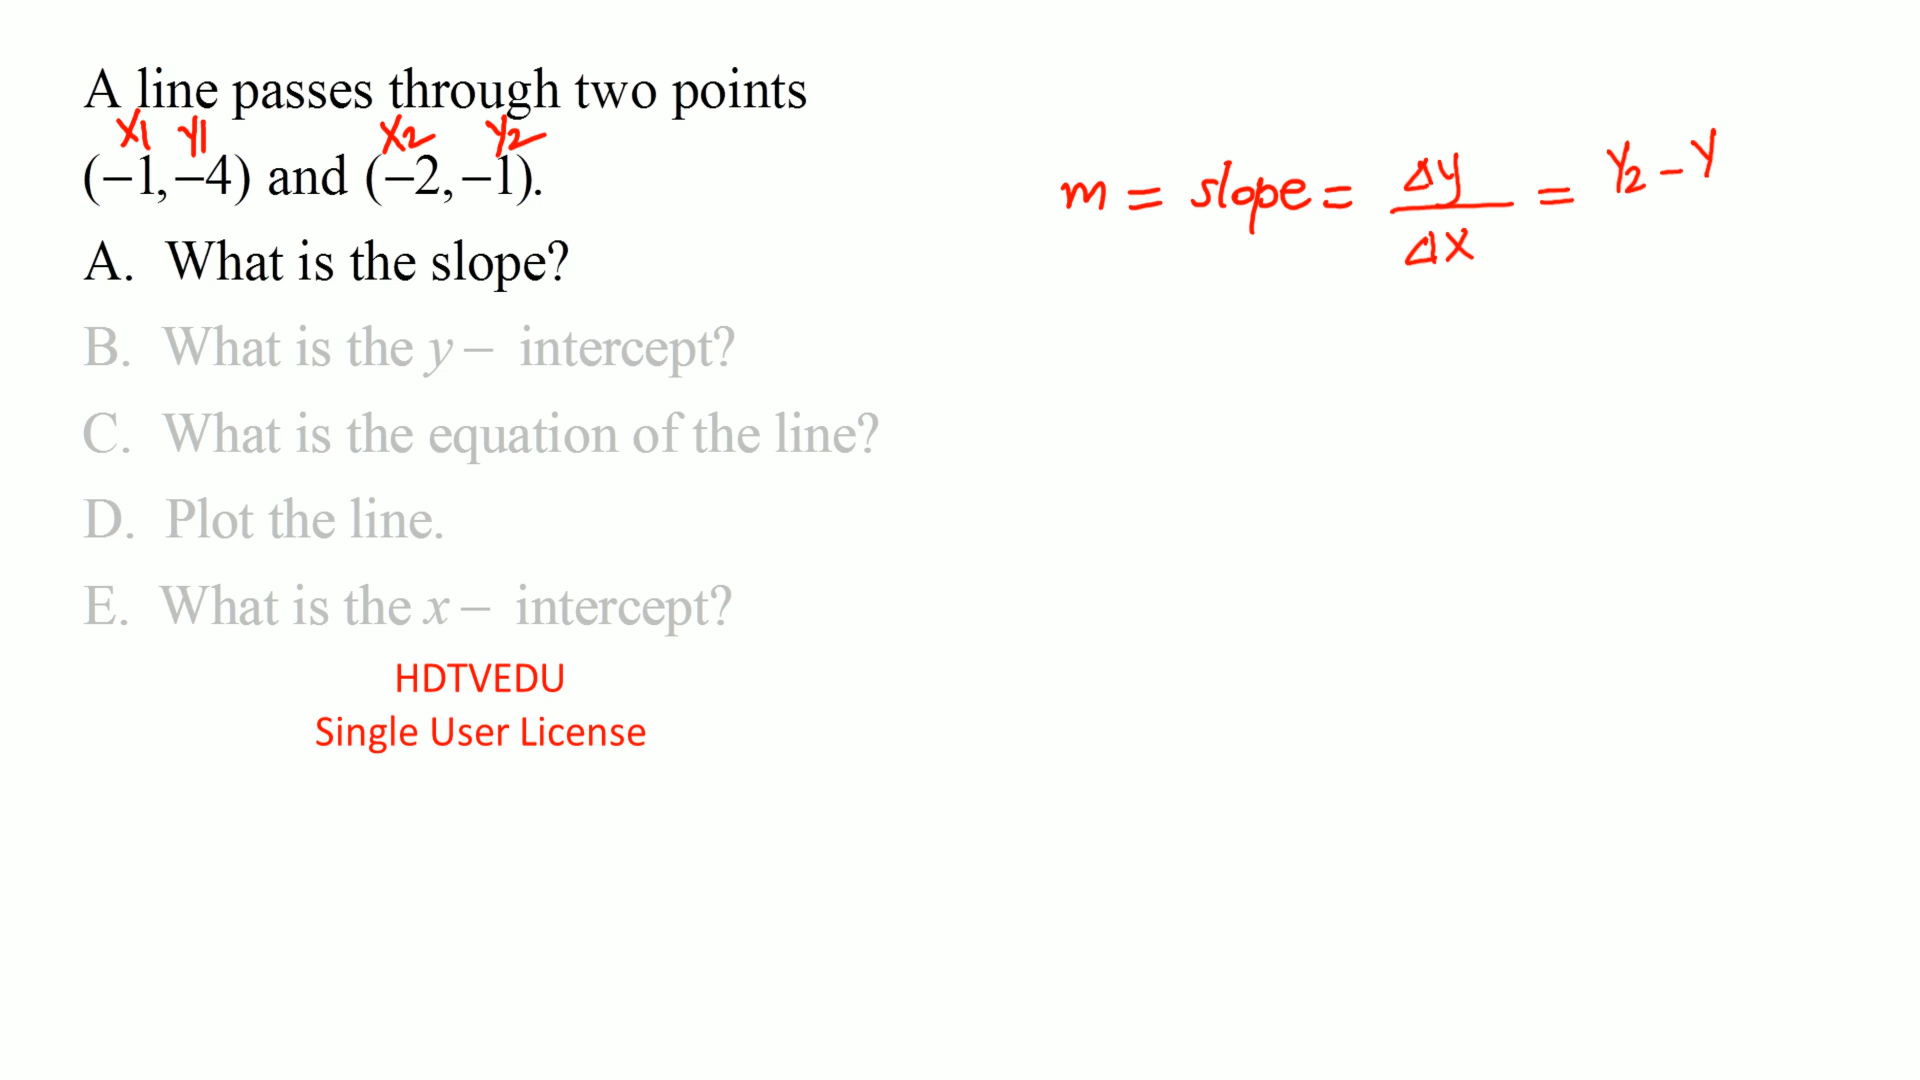 A line passes through two points
x1 y1 x2 y2
(−1,−4) and (−2,−1).
m = slope = Δy/Δx = y2 − y
A. What is the slope?
B. What is the y − intercept?
C. What is the equation of the line?
D. Plot the line.
E. What is the x − intercept?
HDTVEDU
Single User License